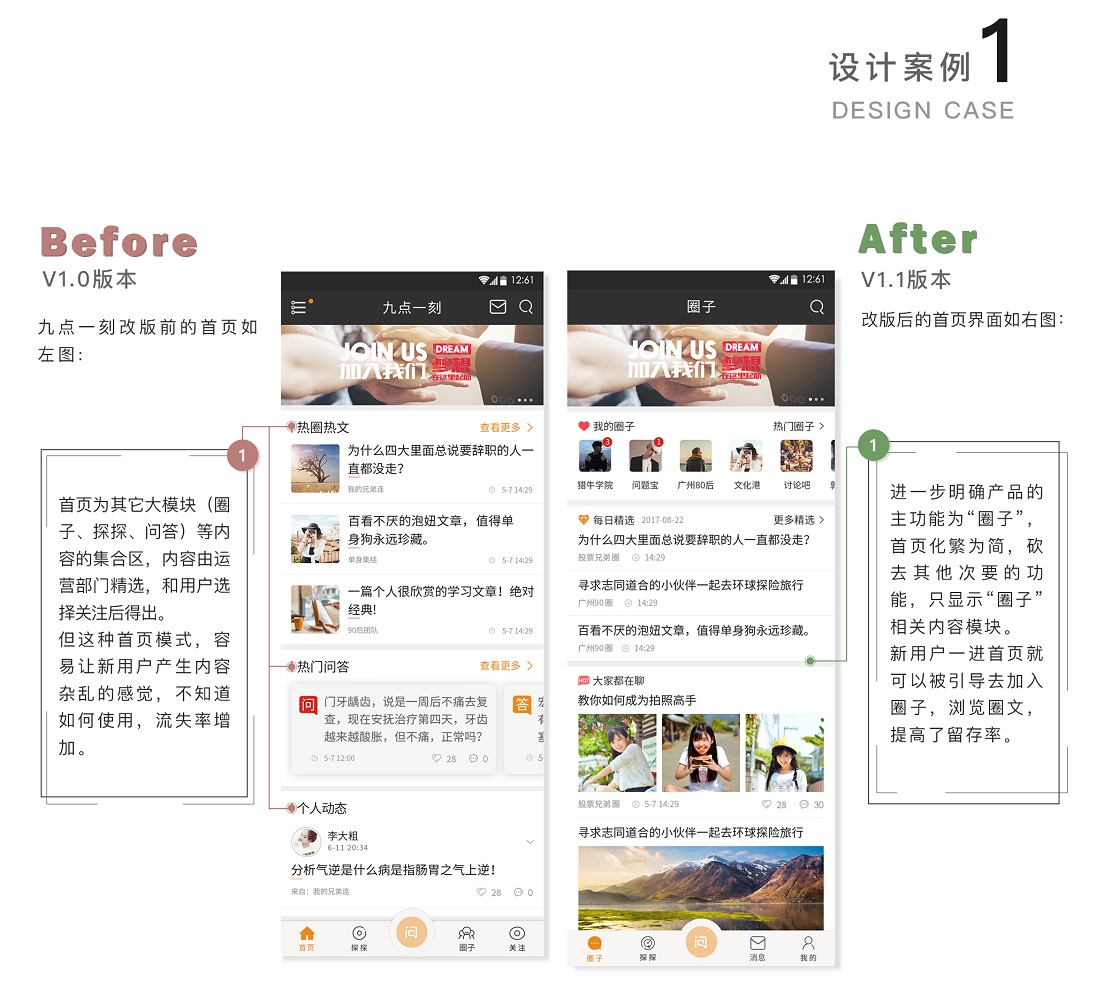 设计案例 1
DESIGN CASE
Before
V1.0版本
九点一刻改版前的首页如
左图：
1
首页为其它大模块（圈
子、探探、问答）等内
容的集合区，内容由运
营部门精选，和用户选
择关注后得出。
但这种首页模式，容
易让新用户产生内容
杂乱的感觉，不知道
如何使用，流失率增
加。
12:61
九点一刻
JOIN US
加入我们
DREAM
梦想
在这里起航
热圈热文
查看更多
为什么四大里面总说要辞职的人一
直都没走?
我的兄弟连
5-7 14:29
百看不厌的泡妞文章，值得单
身狗永远珍藏。
单身集结
5-7 14:29
一篇个人很欣赏的学习文章！绝对
经典!
90后团队
5-7 14:29
热门问答
查看更多
问
门牙龋齿，说是一周后不痛去复
查，现在安抚治疗第四天，牙齿
越来越酸胀，但不痛，正常吗?
5-7 12:00
28
0
答
个人动态
李大粗
6-11 20:34
分析气逆是什么病是指肠胃之气上逆！
来自：我的兄弟连
28
0
首页
探探
问
圈子
关注
12:61
圈子
JOIN US
加入我们
DREAM
梦想
在这里起航
我的圈子
热门圈子
3
1
猎牛学院
问题宝
广州80后
文化港
讨论吧
每日精选 2017-08-22
更多精选
为什么四大里面总说要辞职的人一直都没走？
股票兄弟圈
14:29
寻求志同道合的小伙伴一起去环球探险旅行
广州90圈
14:29
百看不厌的泡妞文章，值得单身狗永远珍藏。
广州90圈
14:29
HOT 大家都在聊
教你如何成为拍照高手
股票兄弟圈
5-7 14:29
28
30
寻求志同道合的小伙伴一起去环球探险旅行
圈子
探探
问
消息
我的
After
V1.1版本
改版后的首页界面如右图：
1
进一步明确产品的
主功能为“圈子”，
首页化繁为简，砍
去其他次要的功
能，只显示“圈子”
相关内容模块。
新用户一进首页就
可以被引导去加入
圈子，浏览圈文，
提高了留存率。